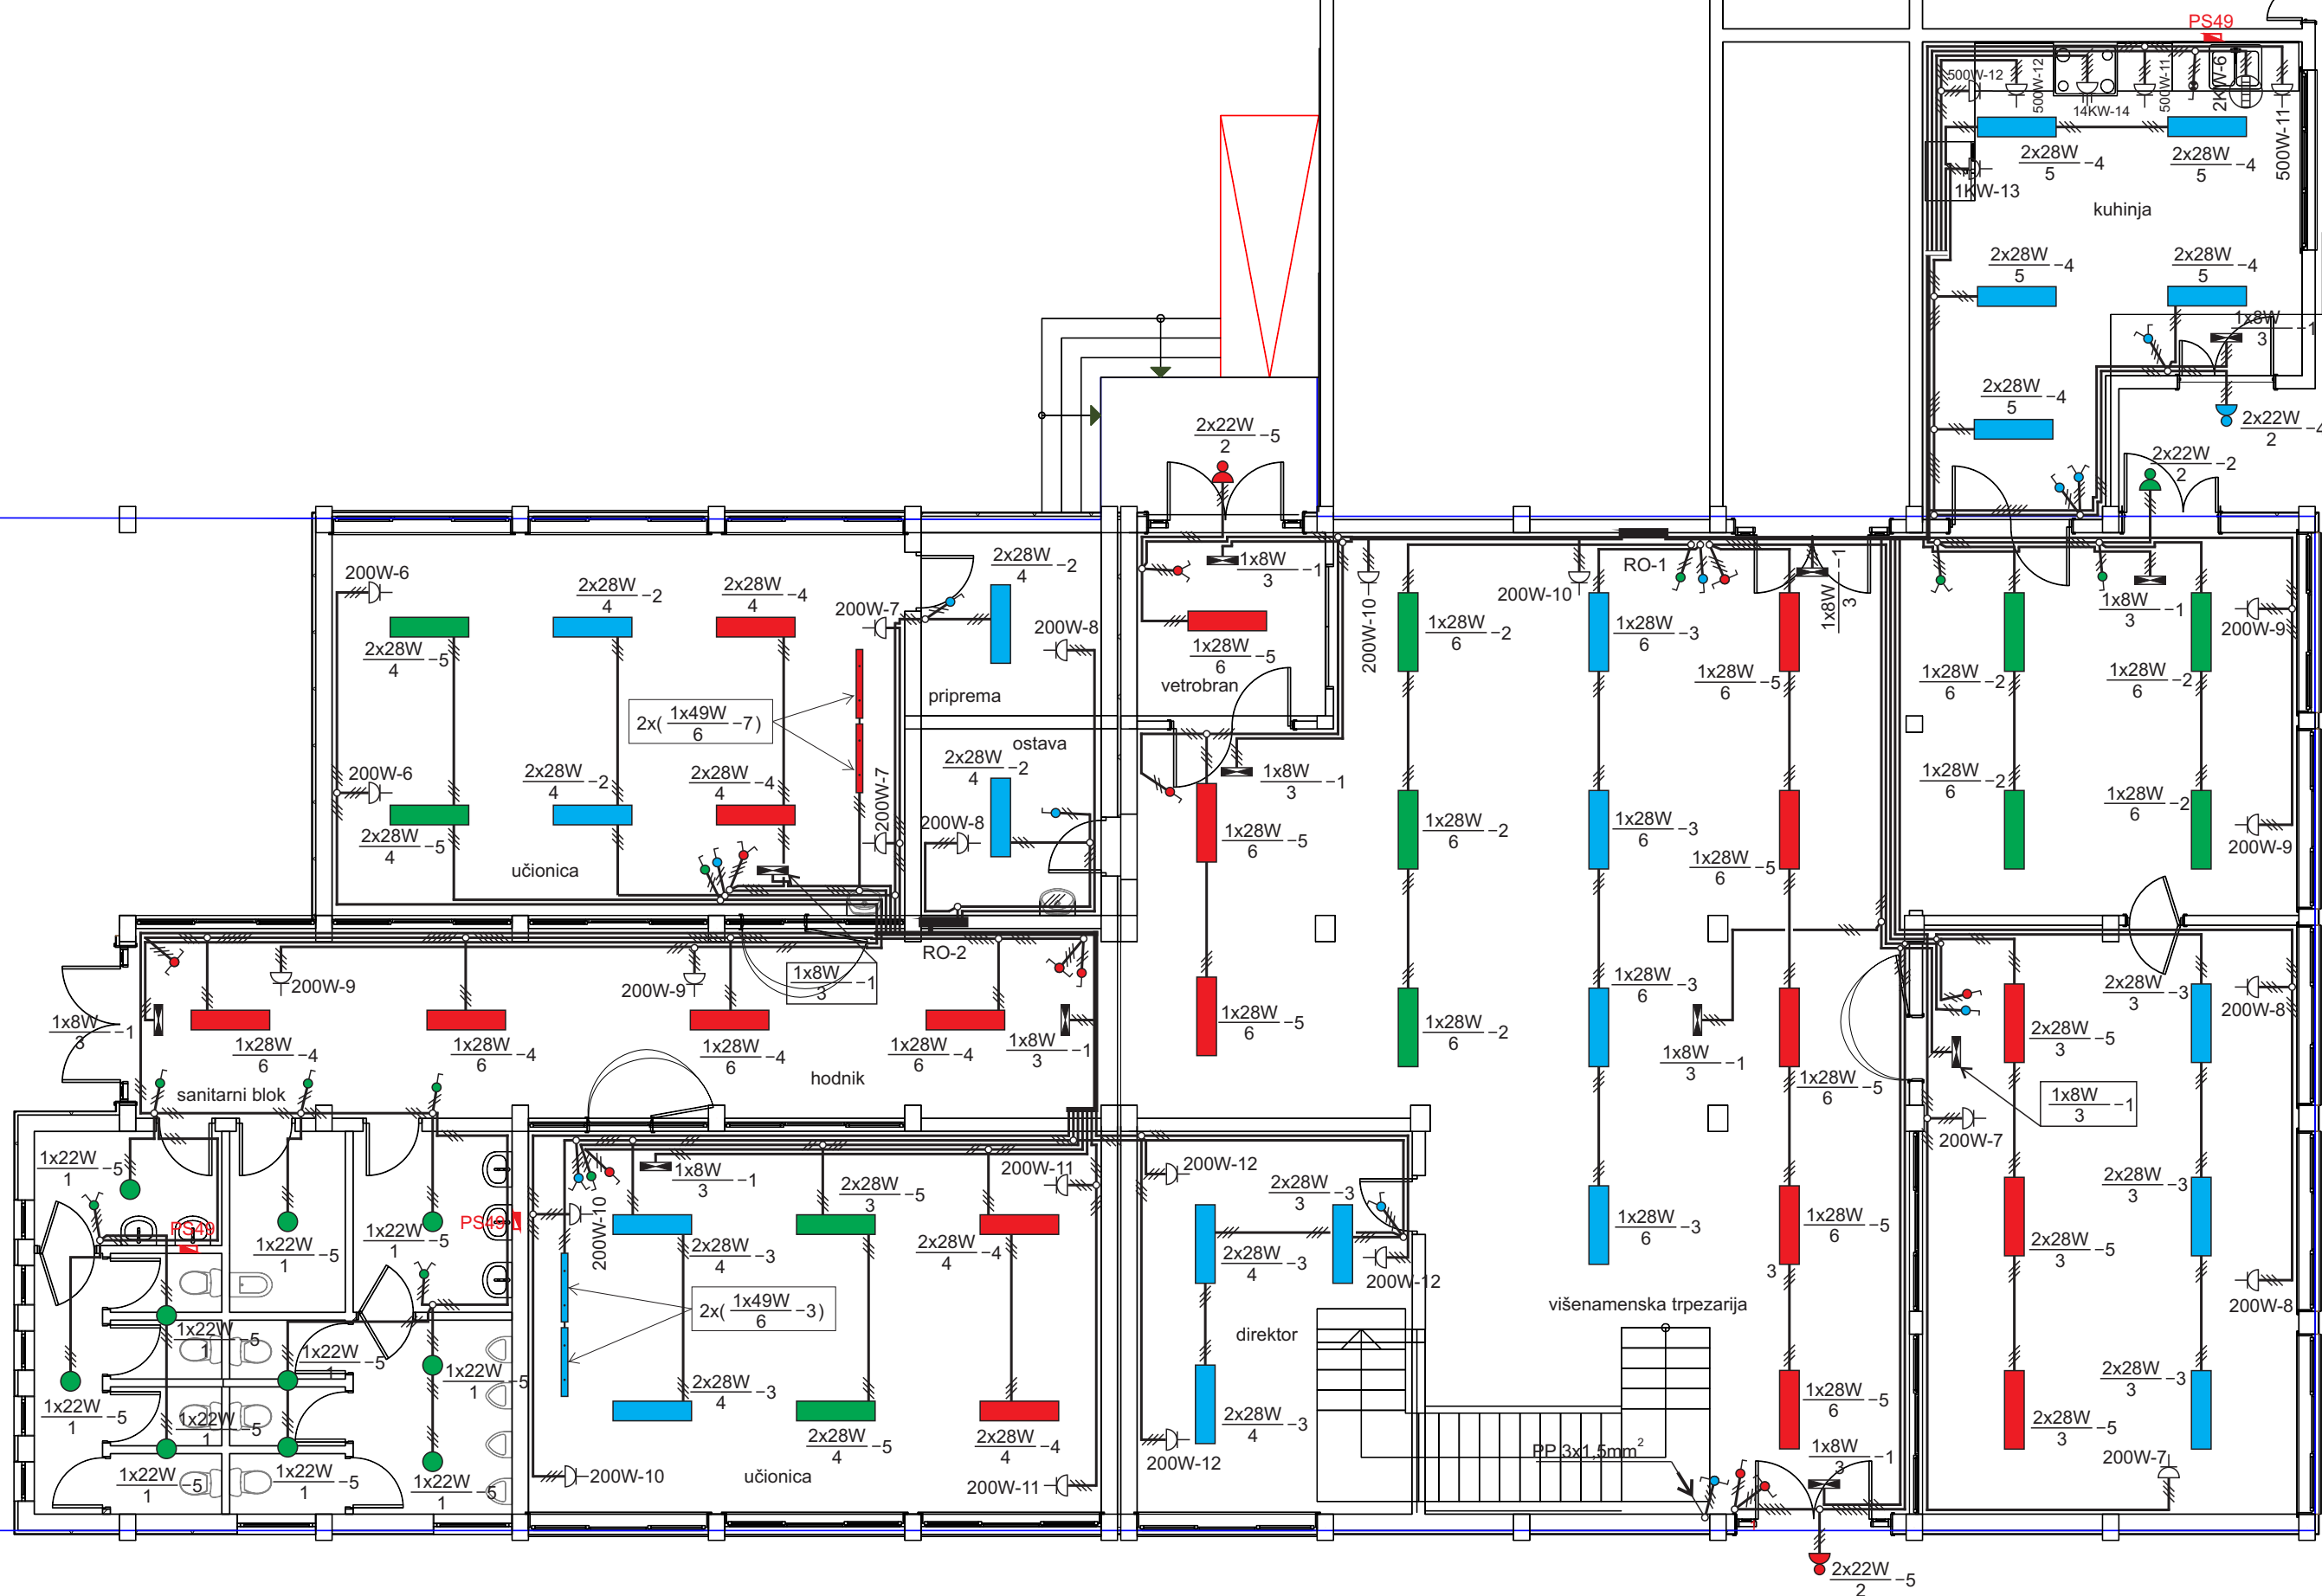 PS49
500W-12
500W-12
14KW-14
500W-11
2KW-6
500W-11
2x28W
5 −4
2x28W
5 −4
1KW-13
kuhinja
2x28W
5 −4
2x28W
5 −4
1x8W
3 −1
2x28W
5 −4
2x22W
2 −4
2x22W
2 −5
2x22W
2 −2
200W-6
2x28W
4 −2
2x28W
4 −4
200W-7
2x28W
4 −2
200W-8
1x8W
3 −1
200W-10
200W-10
RO-1
1x8W
3 −1
1x8W
3 −1
200W-9
2x28W
4 −5
1x28W
6 −5
1x28W
6 −2
1x28W
6 −3
1x28W
6 −5
1x28W
6 −2
1x28W
6 −2
vetrobran
priprema
2x(1x49W
6 −7)
ostava
200W-6
2x28W
4 −2
2x28W
4 −4
200W-7
2x28W
4 −2
1x8W
3 −1
1x28W
6 −2
1x28W
6 −2
200W-8
2x28W
4 −5
1x28W
6 −5
1x28W
6 −2
1x28W
6 −3
1x28W
6 −5
200W-9
učionica
RO-2
200W-9
200W-9
1x8W
3 −1
1x28W
6 −3
2x28W
3 −3
200W-8
1x8W
3 −1
1x28W
6 −4
1x28W
6 −4
1x28W
6 −4
1x28W
6 −4
1x8W
3 −1
1x28W
6 −5
1x28W
6 −2
1x8W
3 −1
1x28W
6 −5
2x28W
3 −5
hodnik
sanitarni blok
1x8W
3 −1
200W-7
1x22W
1 −5
1x8W
3 −1
2x28W
3 −5
200W-11
200W-12
2x28W
3 −3
2x28W
3 −3
PS49
1x22W
1 −5
1x22W
1 −5
PS49
200W-10
2x28W
4 −3
2x28W
4 −4
2x28W
4 −3
200W-12
1x28W
6 −3
1x28W
6 −5
3
2x28W
3 −5
200W-8
2x(1x49W
6 −3)
višenamenska trpezarija
direktor
1x22W
1 −5
1x22W
1 −5
1x22W
1 −5
2x28W
4 −3
2x28W
3 −3
1x22W
1 −5
1x22W
1 −5
2x28W
4 −5
2x28W
4 −4
2x28W
4 −3
1x28W
6 −5
2x28W
3 −5
PP 3x1,5mm2
1x8W
3 −1
200W-12
200W-7
1x22W
1 −5
1x22W
1 −5
1x22W
1 −5
200W-10
učionica
200W-11
2x22W
2 −5